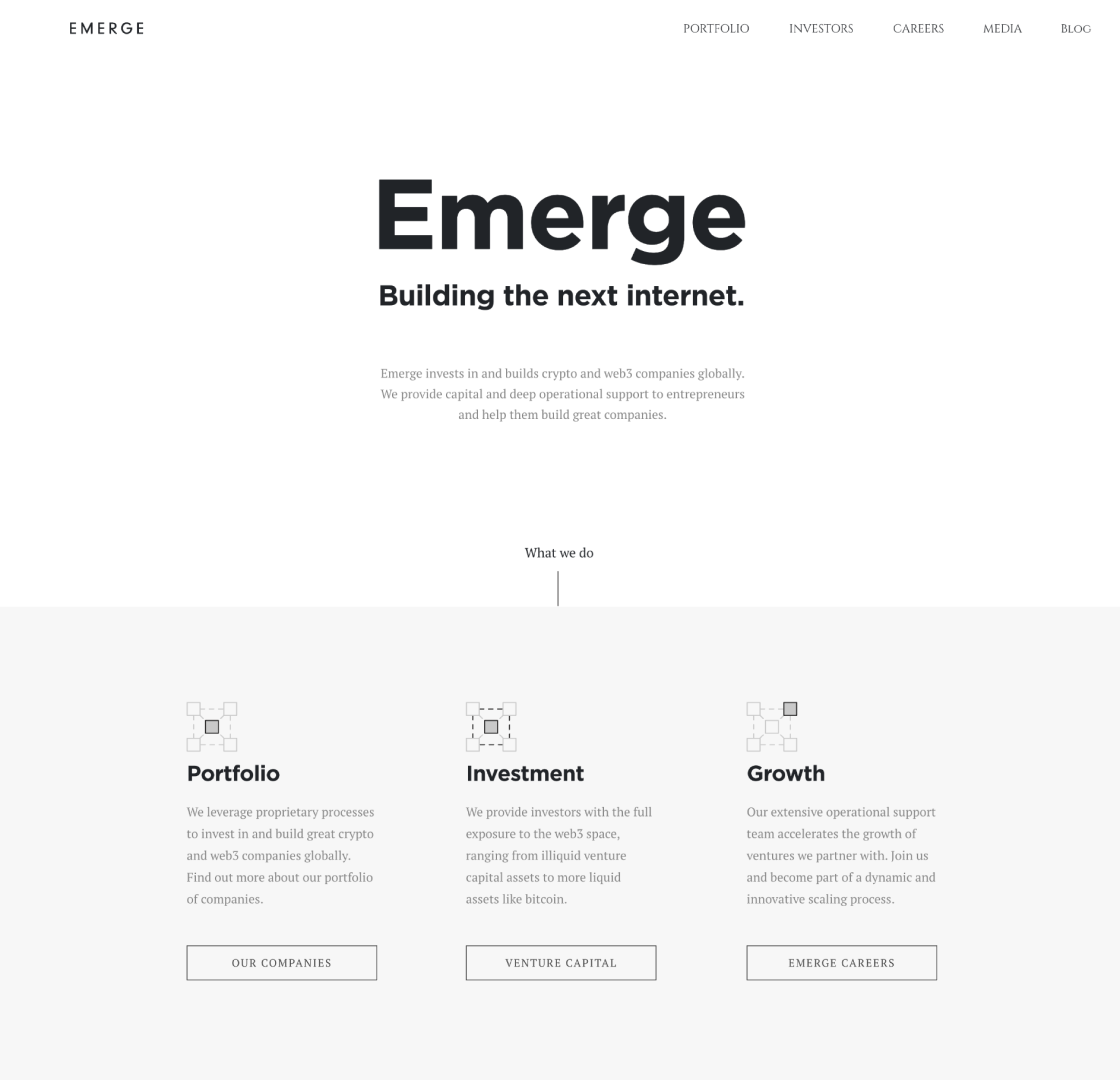 EMERGE
PORTFOLIO INVESTORS CAREERS MEDIA Blog
Emerge
Building the next internet.
Emerge invests in and builds crypto and web3 companies globally.
We provide capital and deep operational support to entrepreneurs
and help them build great companies.
What we do
Portfolio
We leverage proprietary processes
to invest in and build great crypto
and web3 companies globally.
Find out more about our portfolio
of companies.
OUR COMPANIES
Investment
We provide investors with the full
exposure to the web3 space,
ranging from illiquid venture
capital assets to more liquid
assets like bitcoin.
VENTURE CAPITAL
Growth
Our extensive operational support
team accelerates the growth of
ventures we partner with. Join us
and become part of a dynamic and
innovative scaling process.
EMERGE CAREERS